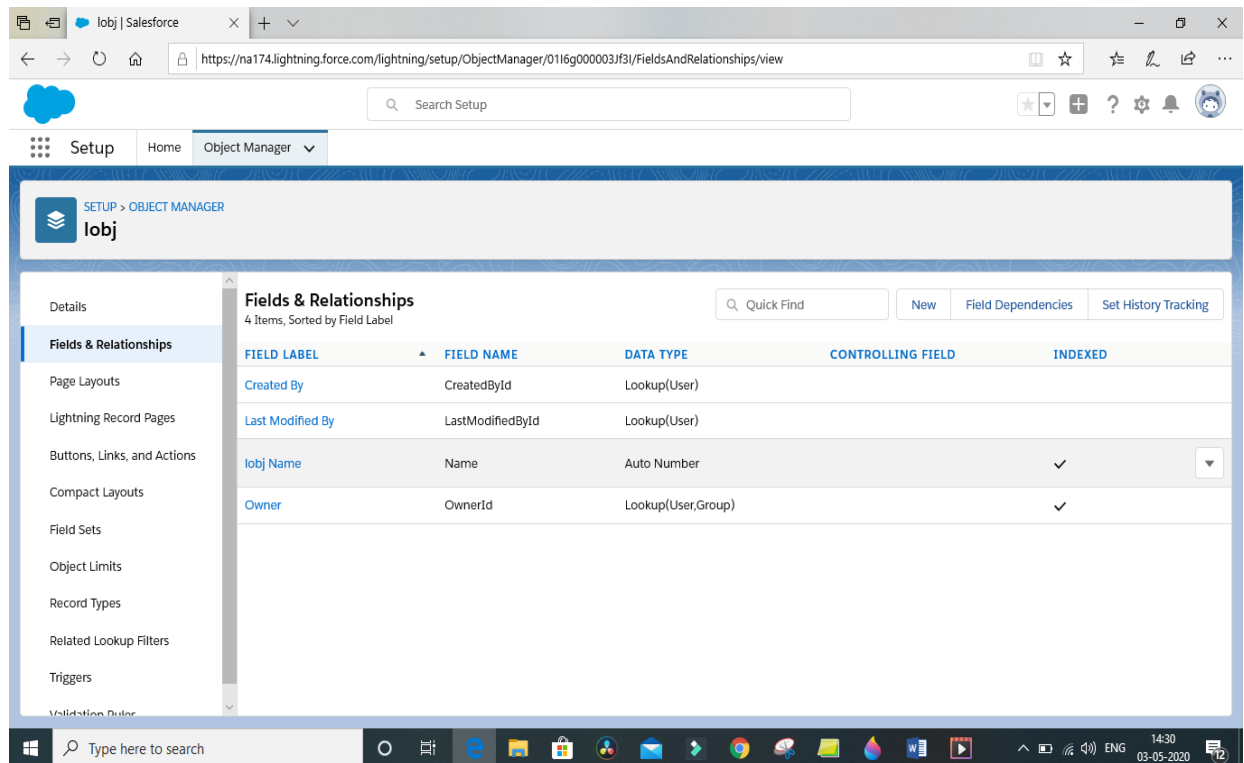 lobj | Salesforce
https://na174.lightning.force.com/lightning/setup/ObjectManager/01I6g000003Jf3I/FieldsAndRelationships/view
Search Setup
Setup Home Object Manager
SETUP > OBJECT MANAGER
lobj
Details
Fields & Relationships
Page Layouts
Lightning Record Pages
Buttons, Links, and Actions
Compact Layouts
Field Sets
Object Limits
Record Types
Related Lookup Filters
Triggers
Validation Rules
Fields & Relationships
4 Items, Sorted by Field Label
Quick Find
New Field Dependencies Set History Tracking
FIELD LABEL FIELD NAME DATA TYPE CONTROLLING FIELD INDEXED
Created By CreatedById Lookup(User)
Last Modified By LastModifiedById Lookup(User)
lobj Name Name Auto Number
Owner OwnerId Lookup(User,Group)
Type here to search
ENG
14:30
03-05-2020
12